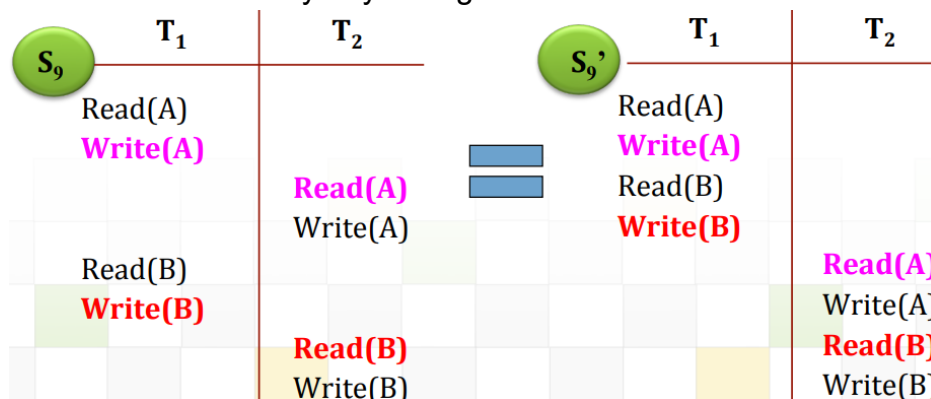 T1 T2
S9
Read(A)
Write(A)
Read(A)
Write(A)
Read(B)
Write(B)
Read(B)
Write(B)
T1 T2
S9’
Read(A)
Write(A)
Read(B)
Write(B)
Read(A)
Write(A)
Read(B)
Write(B)